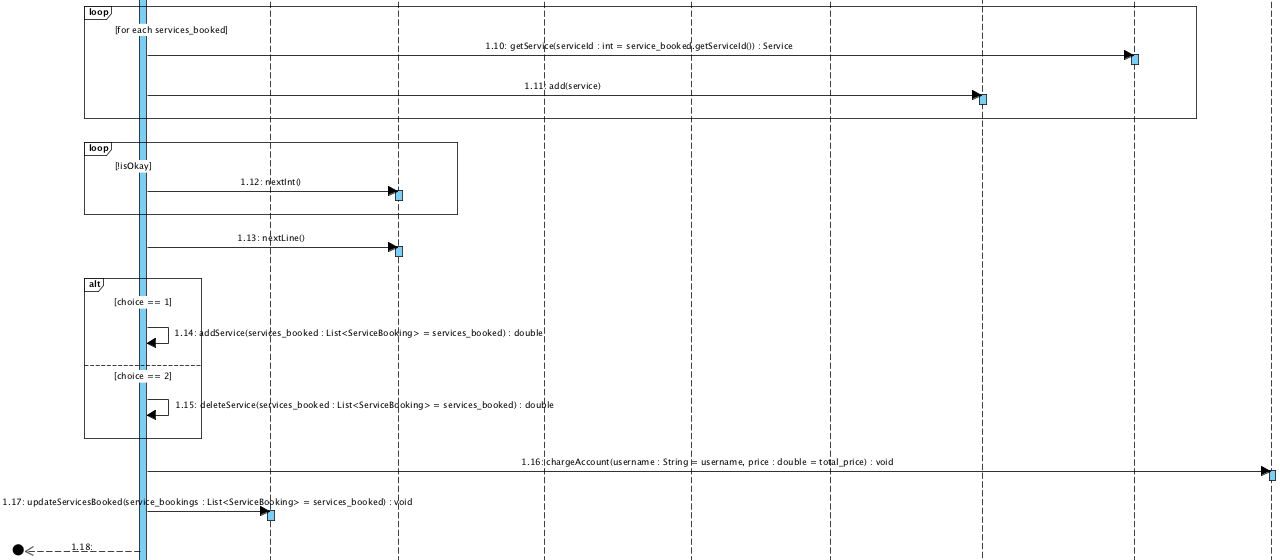 loop
[for each services_booked]
1.10: getService(serviceId : int = service_booked.getServiceId()) : Service
1.11: add(service)
loop
[!isOkay]
1.12: nextInt()
1.13: nextLine()
alt
[choice == 1]
1.14: addService(services_booked : List<ServiceBooking> = services_booked) : double
[choice == 2]
1.15: deleteService(services_booked : List<ServiceBooking> = services_booked) : double
1.16: chargeAccount(username : String = username, price : double = total_price) : void
1.17: updateServicesBooked(service_bookings : List<ServiceBooking> = services_booked) : void
1.18: